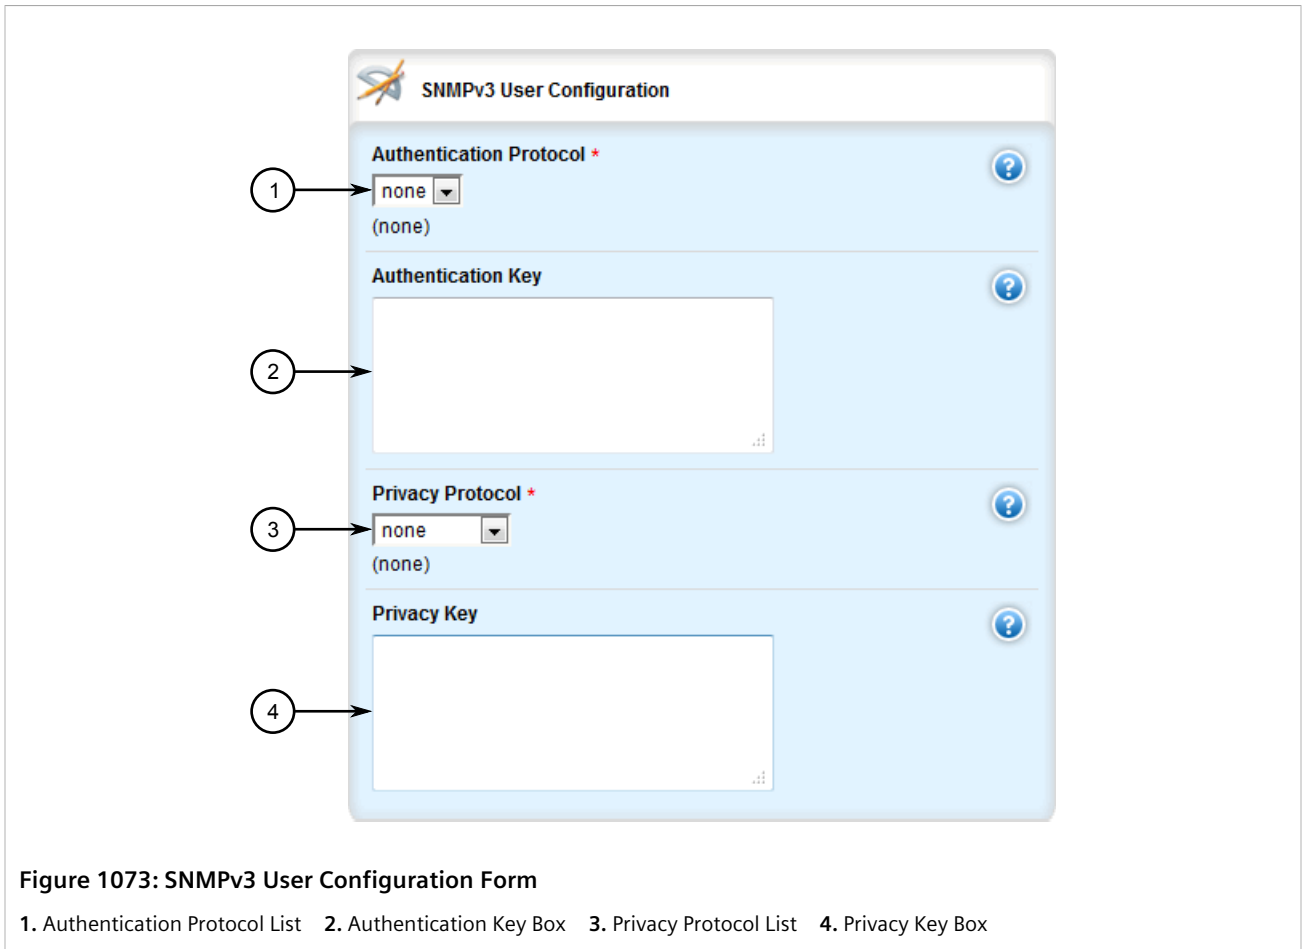 SNMPv3 User Configuration
Authentication Protocol *
1
none
(none)
Authentication Key
2
Privacy Protocol *
3
none
(none)
Privacy Key
4
Figure 1073: SNMPv3 User Configuration Form
1. Authentication Protocol List 2. Authentication Key Box 3. Privacy Protocol List 4. Privacy Key Box